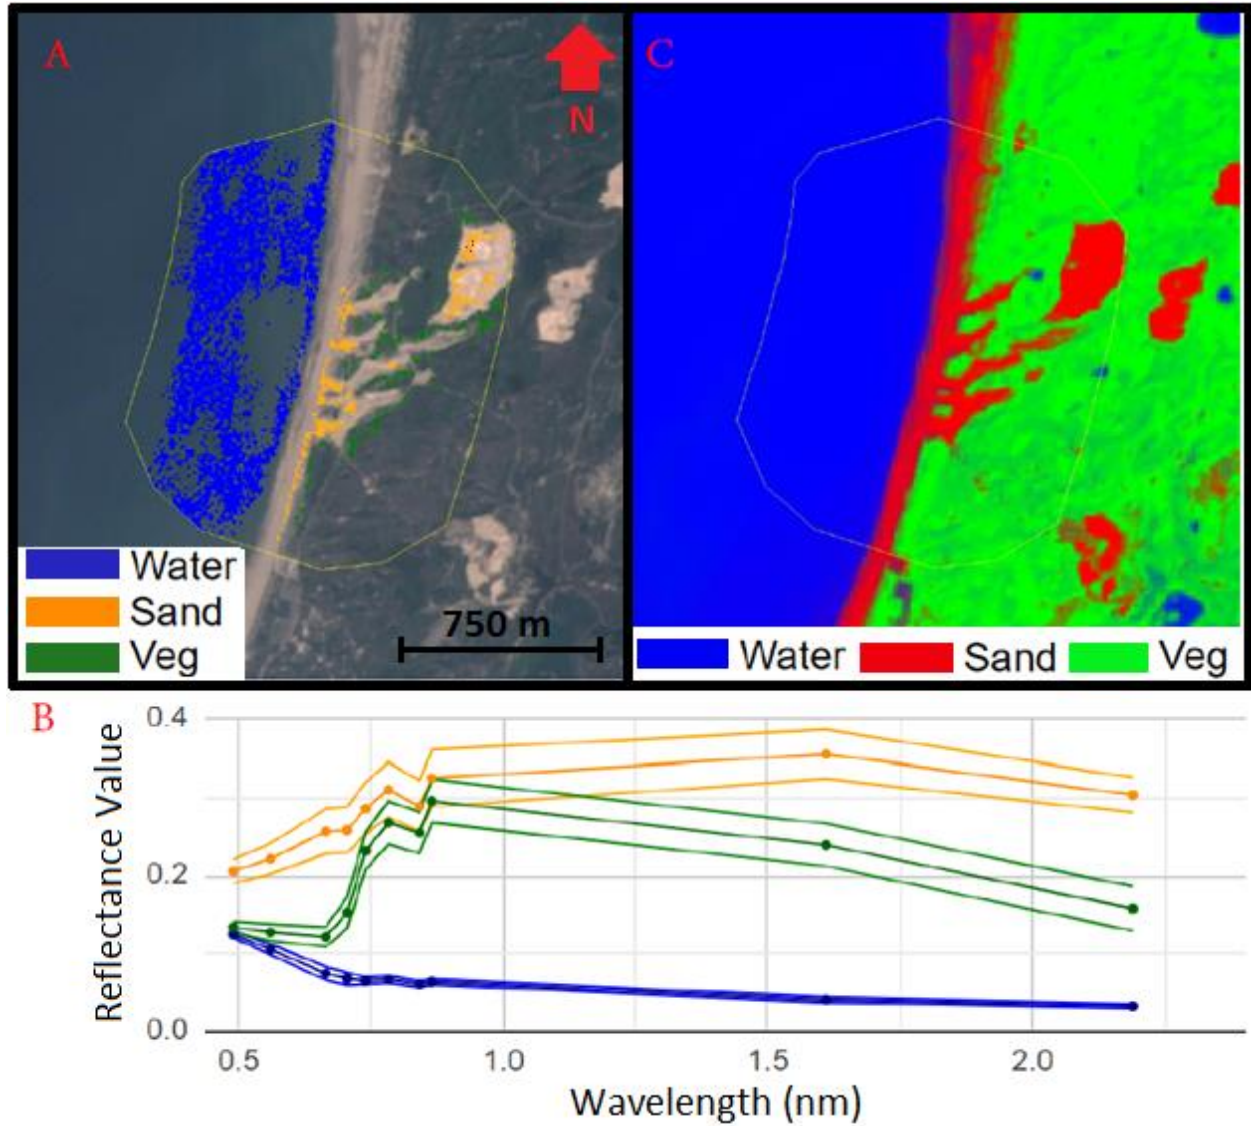 A
N
C
Water
Sand
Veg
750 m
Water Sand Veg
B
0.4
0.2
0.0
Reflectance Value
0.5 1.0 1.5 2.0
Wavelength (nm)